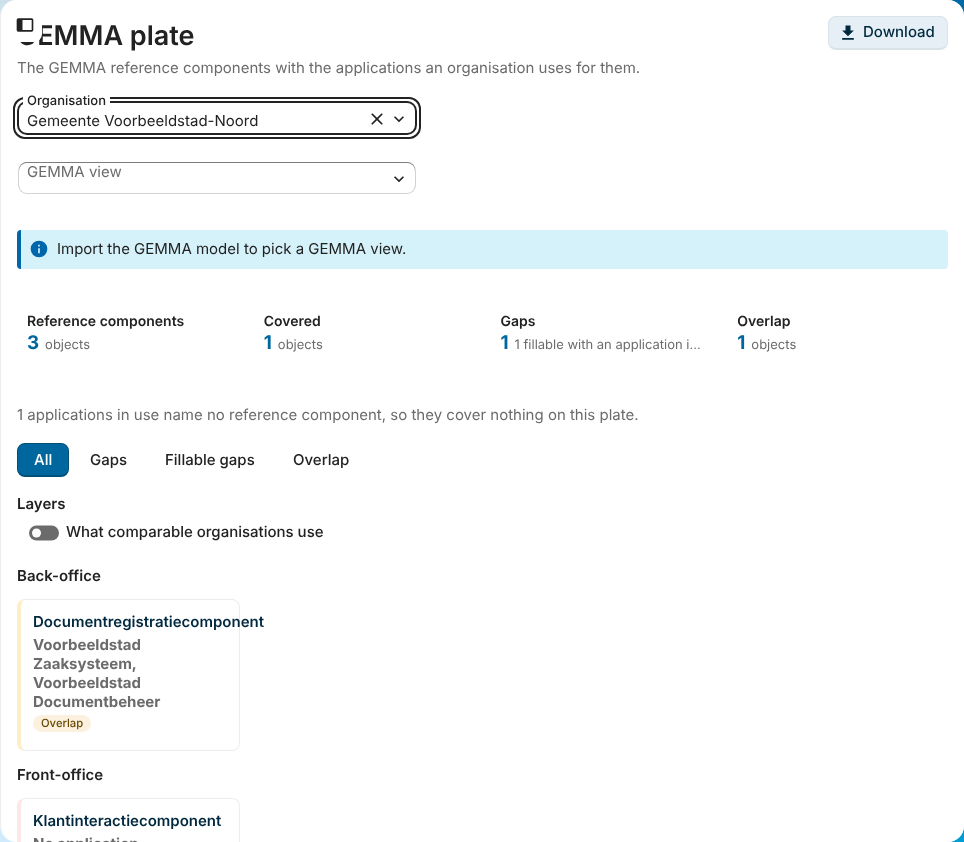 GEMMA plate
Download
The GEMMA reference components with the applications an organisation uses for them.
Organisation
Gemeente Voorbeeldstad-Noord
GEMMA view
Import the GEMMA model to pick a GEMMA view.
Reference components
3 objects
Covered
1 objects
Gaps
1 1 fillable with an application i...
Overlap
1 objects
1 applications in use name no reference component, so they cover nothing on this plate.
All Gaps Fillable gaps Overlap
Layers
What comparable organisations use
Back-office
Documentregistratiecomponent
Voorbeeldstad
Zaaksysteem,
Voorbeeldstad
Documentbeheer
Overlap
Front-office
Klantinteractiecomponent
No application